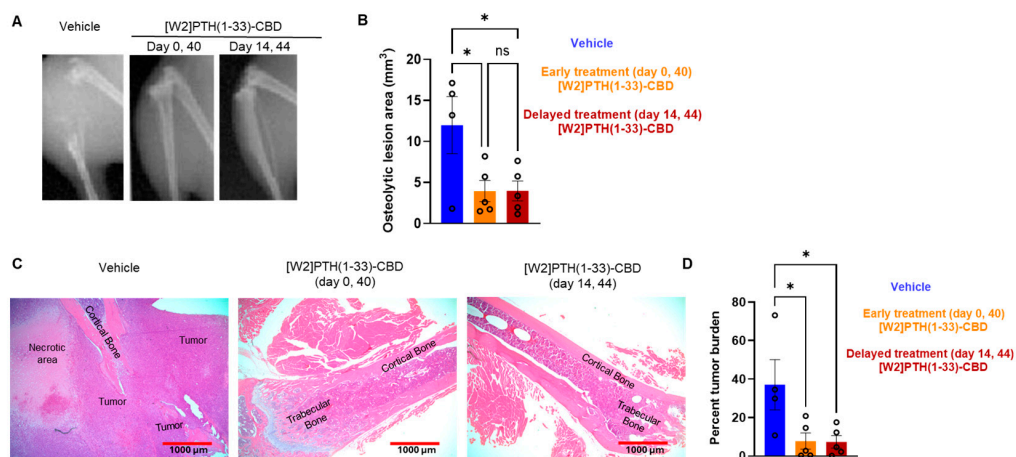 A
Vehicle
[W2]PTH(1-33)-CBD
Day 0, 40
Day 14, 44
B
Osteolytic lesion area (mm³)
20
15
10
5
0
*
*
ns
Vehicle
Early treatment (day 0, 40)
[W2]PTH(1-33)-CBD
Delayed treatment (day 14, 44)
[W2]PTH(1-33)-CBD
C
Vehicle
Necrotic
area
Cortical Bone
Tumor
Tumor
Tumor
1000 µm
[W2]PTH(1-33)-CBD
(day 0, 40)
Cortical Bone
Trabecular
Bone
1000 µm
[W2]PTH(1-33)-CBD
(day 14, 44)
Cortical Bone
Trabecular
Bone
1000 µm
D
Percent tumor burden
80
60
40
20
0
*
*
Vehicle
Early treatment (day 0, 40)
[W2]PTH(1-33)-CBD
Delayed treatment (day 14, 44)
[W2]PTH(1-33)-CBD